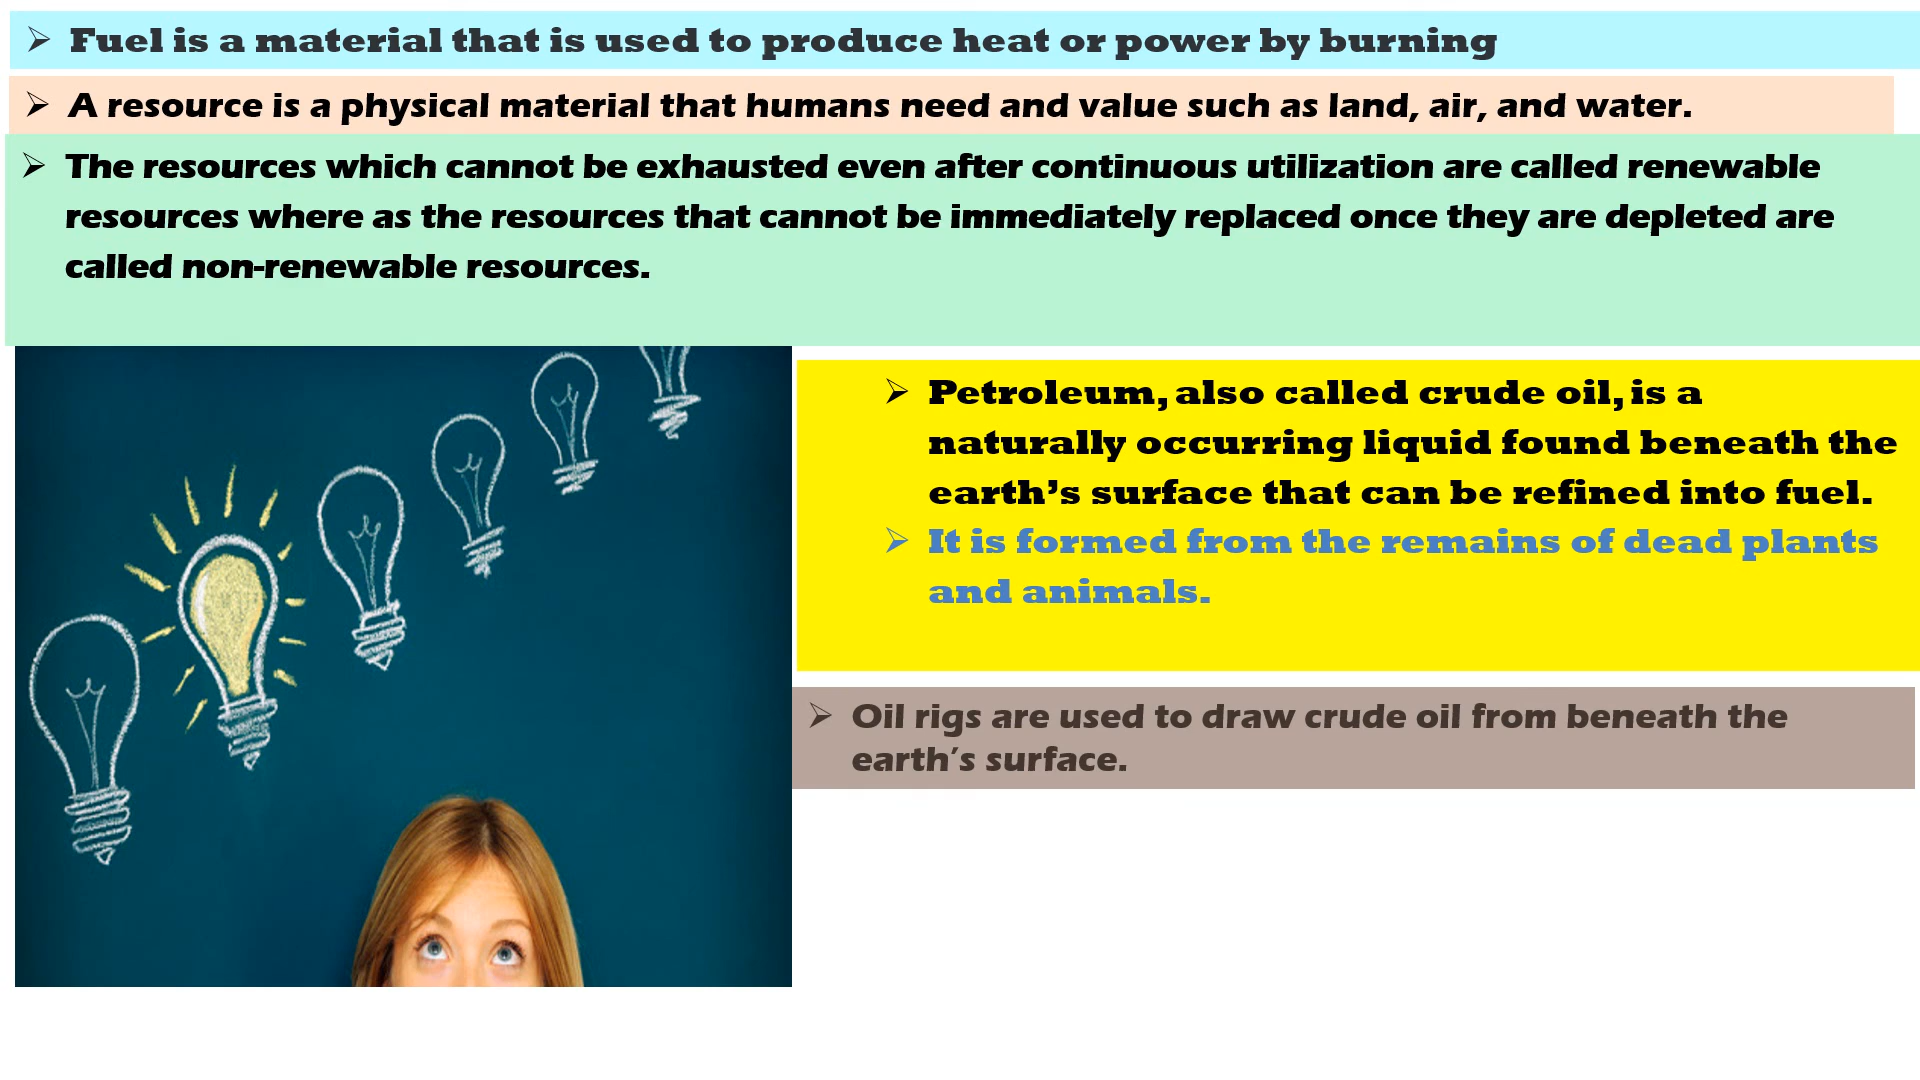 ➢ Fuel is a material that is used to produce heat or power by burning
➢ A resource is a physical material that humans need and value such as land, air, and water.
➢ The resources which cannot be exhausted even after continuous utilization are called renewable
resources where as the resources that cannot be immediately replaced once they are depleted are
called non-renewable resources.
➢ Petroleum, also called crude oil, is a
naturally occurring liquid found beneath the
earth’s surface that can be refined into fuel.
➢ It is formed from the remains of dead plants
and animals.
➢ Oil rigs are used to draw crude oil from beneath the
earth’s surface.